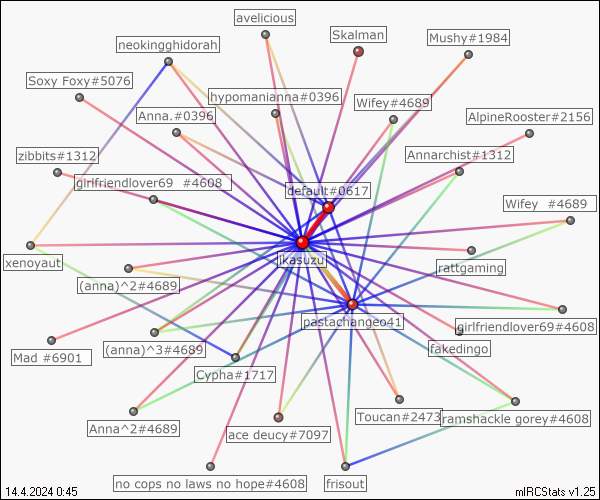 avelicious
Skalman
neokingghidorah
Mushy#1984
Soxy Foxy#5076
hypomanianna#0396
Wifey#4689
Anna.#0396
AlpineRooster#2156
zibbits#1312
Annarchist#1312
girlfriendlover69 #4608
default#0617
Wifey #4689
xenoyaut
ikasuzu
rattgaming
(anna)^2#4689
pastachangeo41
girlfriendlover69#4608
Mad #6901
(anna)^3#4689
fakedingo
Cypha#1717
Toucan#2473
ramshackle gorey#4608
Anna^2#4689
ace deucy#7097
no cops no laws no hope#4608
frisout
14.4.2024 0:45
mIRCStats v1.25